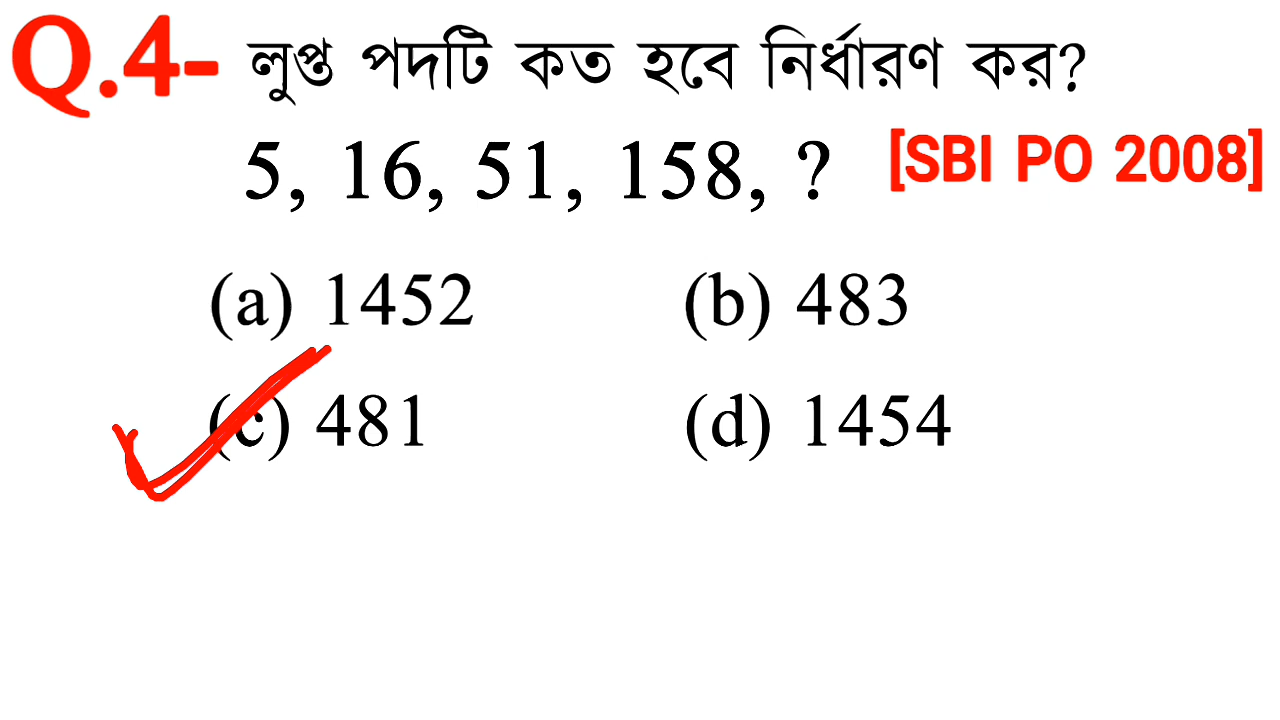 Q.4- লুপ্ত পদটি কত হবে নির্ধারণ কর?
5, 16, 51, 158, ? [SBI PO 2008]
(a) 1452 (b) 483
(c) 481 (d) 1454